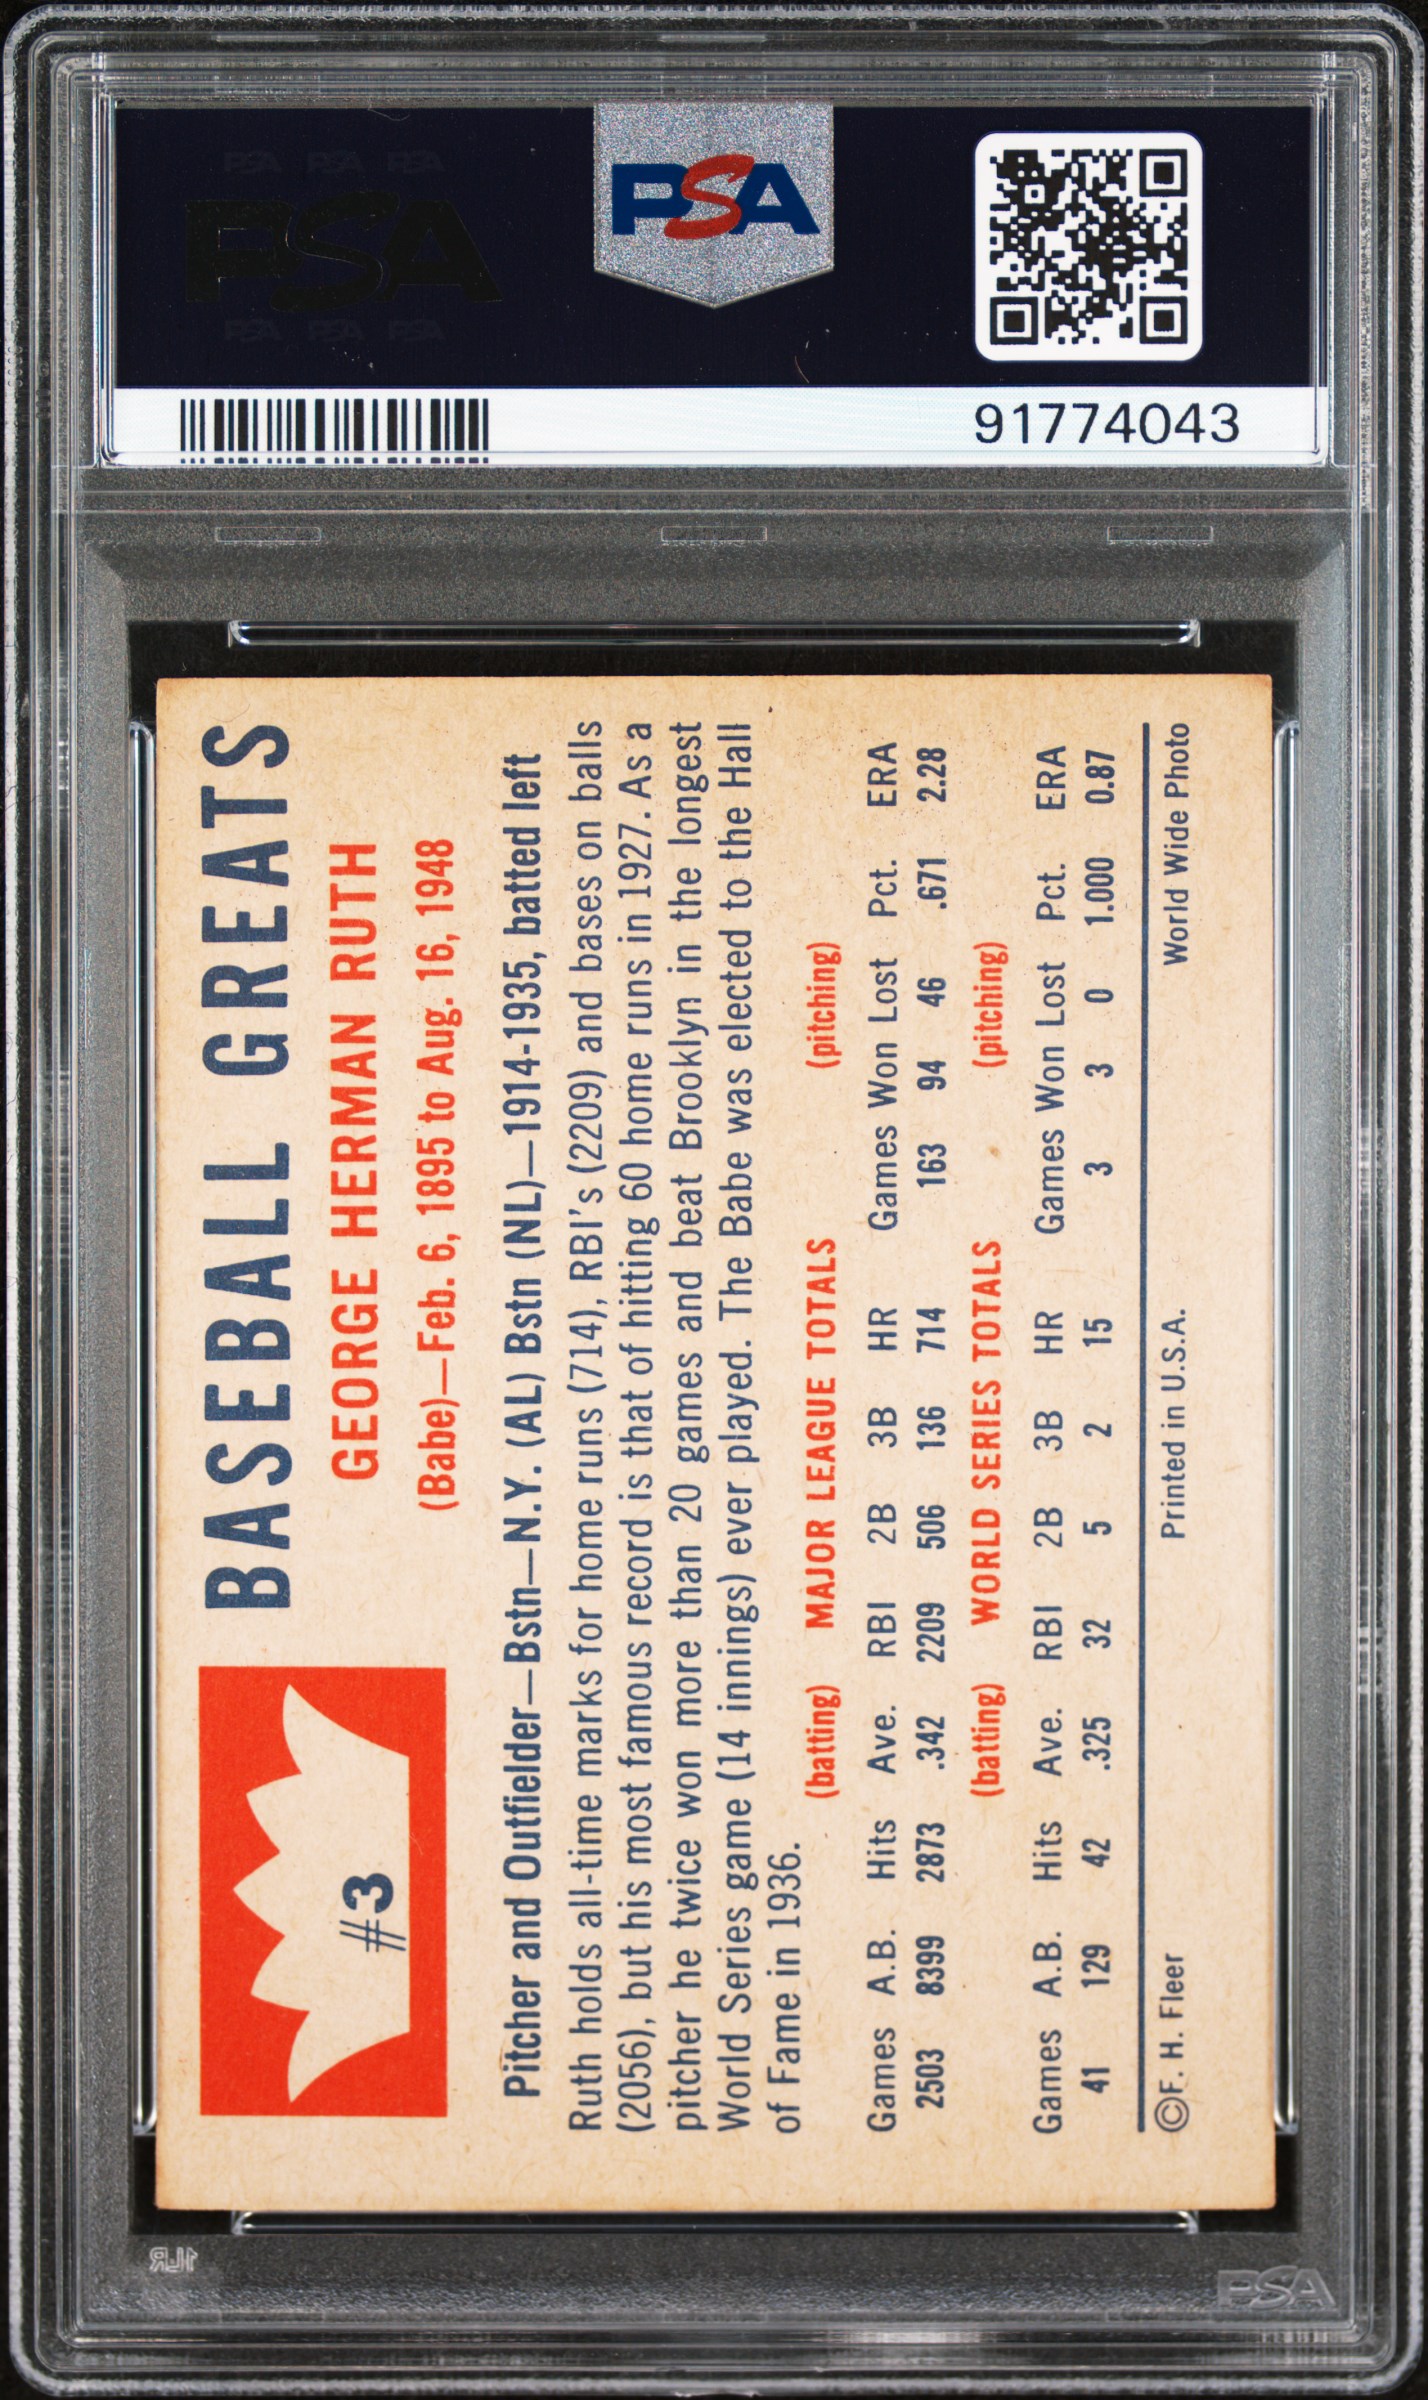 PSA PSA PSA
PSA
PSA PSA PSA
PSA
91774043
#3
BASEBALL GREATS
GEORGE HERMAN RUTH
(Babe)—Feb. 6, 1895 to Aug. 16, 1948
Pitcher and Outfielder—Bstn—N.Y. (AL) Bstn (NL)—1914-1935, batted left
Ruth holds all-time marks for home runs (714), RBI's (2209) and bases on balls
(2056), but his most famous record is that of hitting 60 home runs in 1927. As a
pitcher he twice won more than 20 games and beat Brooklyn in the longest
World Series game (14 innings) ever played. The Babe was elected to the Hall
of Fame in 1936.
(batting) MAJOR LEAGUE TOTALS (pitching)
Games A.B. Hits Ave. RBI 2B 3B HR Games Won Lost Pct. ERA
2503 8399 2873 .342 2209 506 136 714 163 94 46 .671 2.28
(batting) WORLD SERIES TOTALS (pitching)
Games A.B. Hits Ave. RBI 2B 3B HR Games Won Lost Pct. ERA
41 129 42 .325 32 5 2 15 3 3 0 1.000 0.87
©F. H. Fleer Printed in U.S.A. World Wide Photo
1LR
PSA